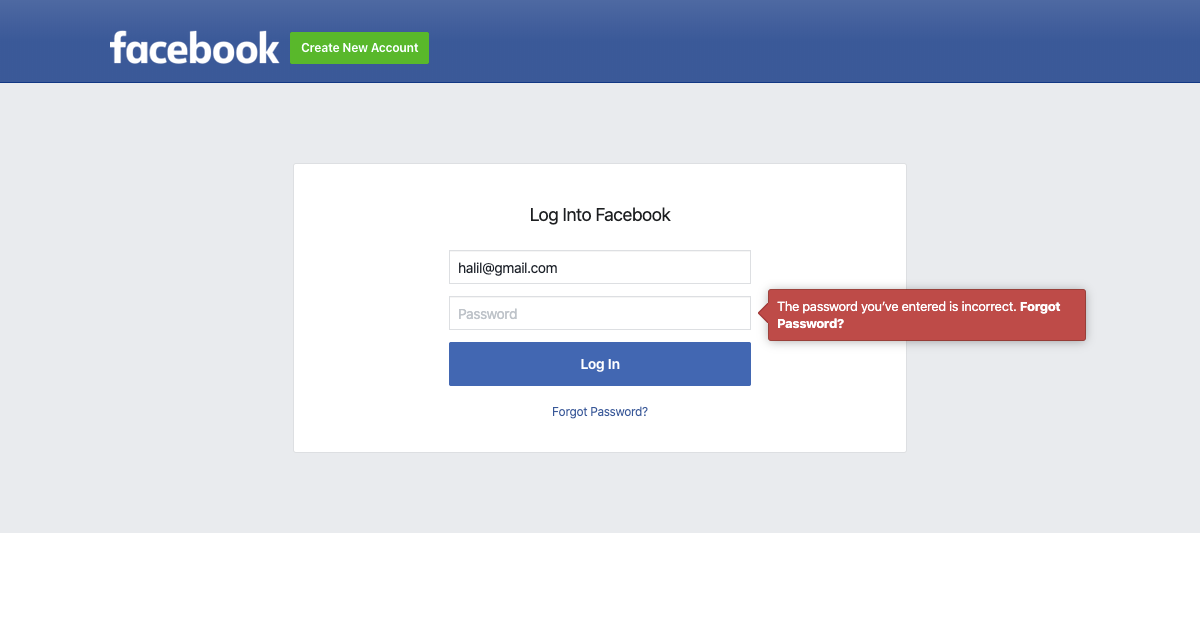 facebook
Create New Account
Log Into Facebook
halil@gmail.com
Password
The password you've entered is incorrect. Forgot
Password?
Log In
Forgot Password?